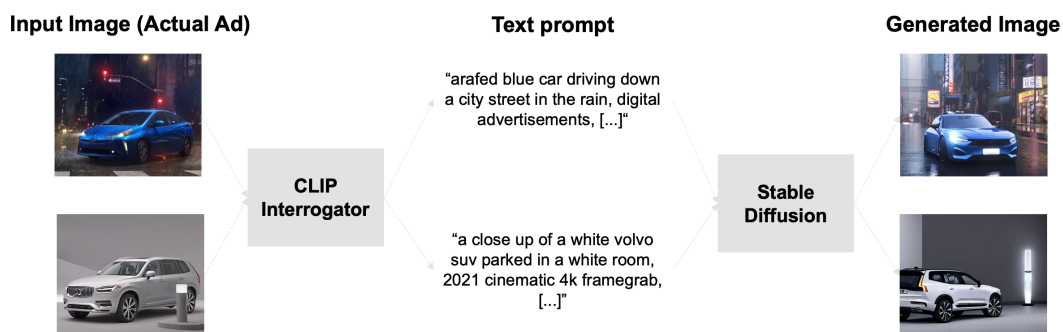 Input Image (Actual Ad)
Text prompt
Generated Image
“arafed blue car driving down
a city street in the rain, digital
advertisements, [...]“
CLIP
Interrogator
Stable
Diffusion
“a close up of a white volvo
suv parked in a white room,
2021 cinematic 4k framegrab,
[...]”